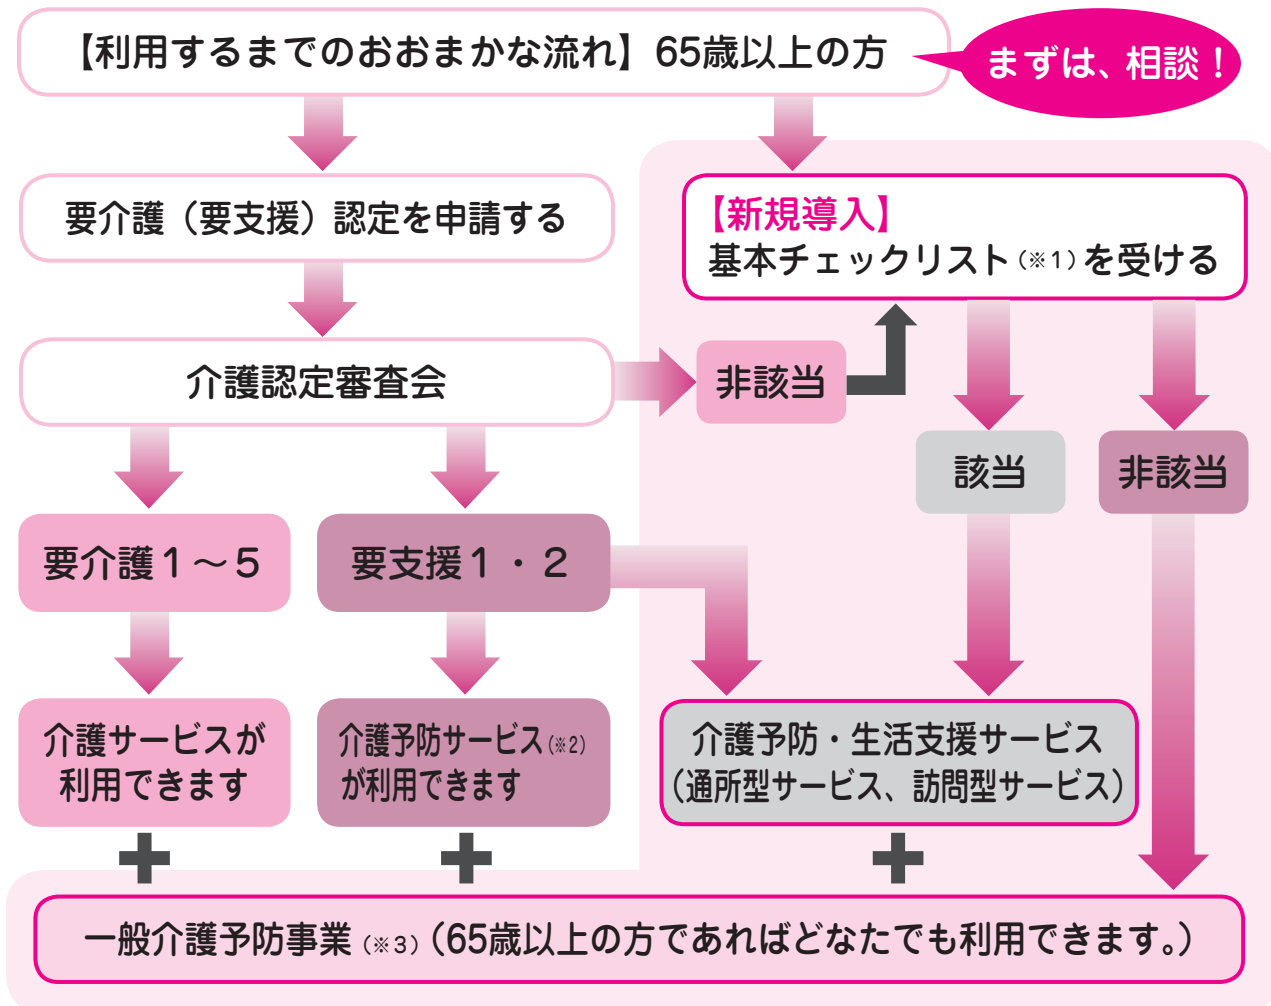 【利用するまでのおおまかな流れ】65歳以上の方
まずは、相談！
要介護（要支援）認定を申請する
【新規導入】
基本チェックリスト（※1）を受ける
介護認定審査会
非該当
該当
非該当
要介護１～５
要支援１・２
介護サービスが
利用できます
介護予防サービス（※2）
が利用できます
介護予防・生活支援サービス
（通所型サービス、訪問型サービス）
一般介護予防事業（※3）（65歳以上の方であればどなたでも利用できます。）